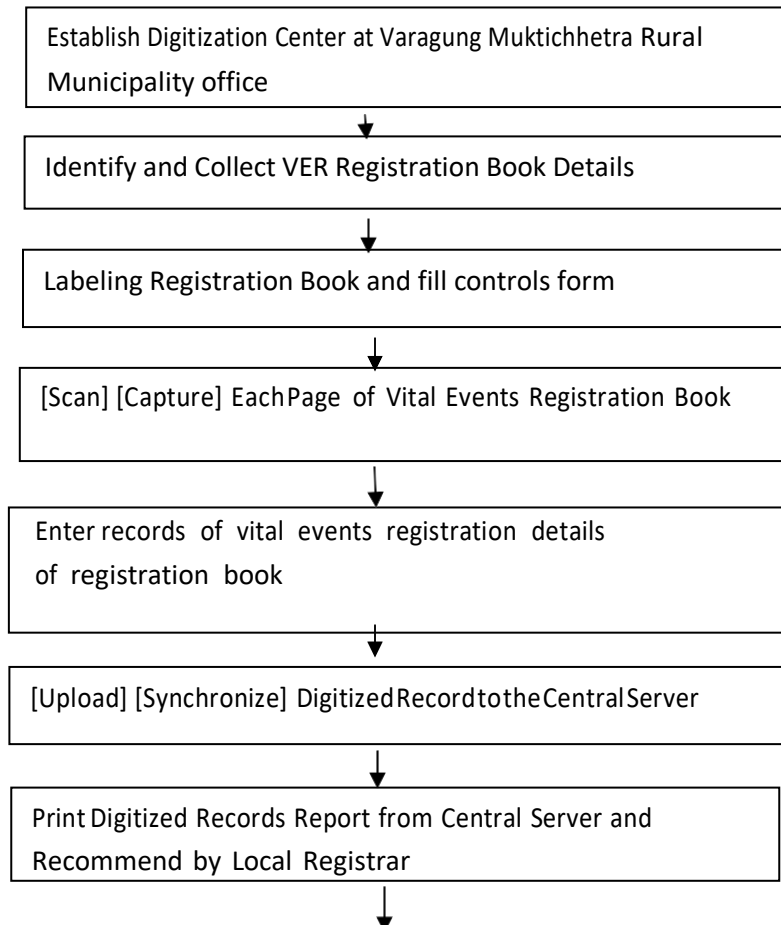 Establish Digitization Center at Varagung Muktichhetra Rural
Municipality office
Identify and Collect VER Registration Book Details
Labeling Registration Book and fill controls form
[Scan] [Capture] EachPage of Vital Events Registration Book
Enter records of vital events registration details
of registration book
[Upload] [Synchronize] DigitizedRecordtotheCentralServer
Print Digitized Records Report from Central Server and
Recommend by Local Registrar